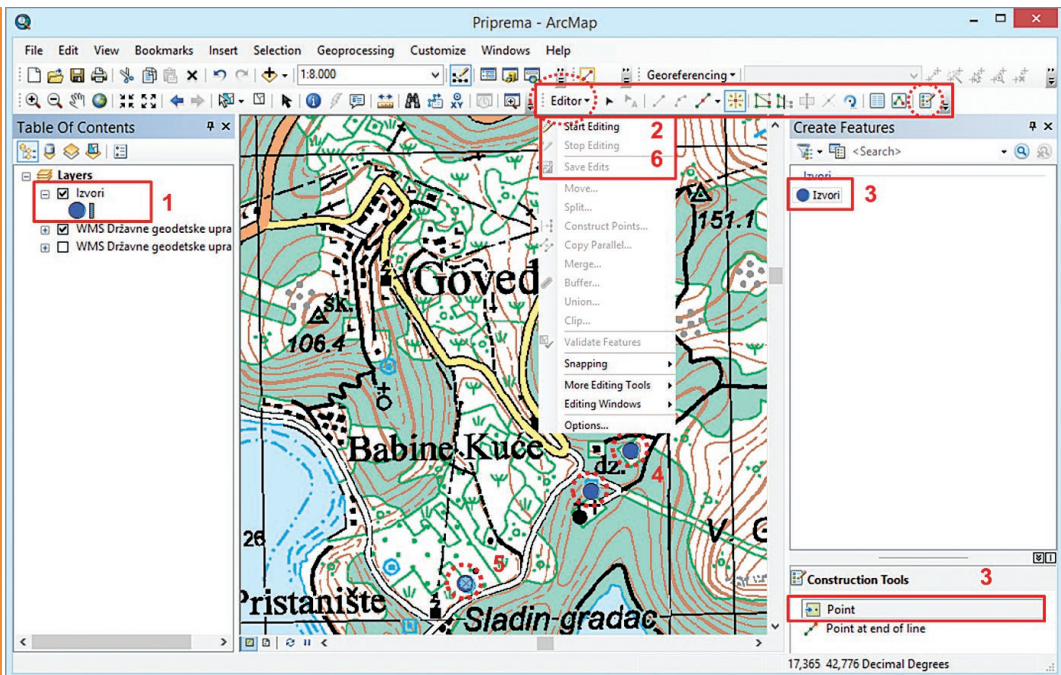 Priprema - ArcMap
File Edit View Bookmarks Insert Selection Geoprocessing Customize Windows Help
1:8.000
Georeferencing
Editor
Table Of Contents
Layers
Izvori
1
WMS Državne geodetske upra
WMS Državne geodetske upra
Start Editing
2
Stop Editing
6
Save Edits
Move...
Split...
Construct Points...
Copy Parallel...
Merge...
Buffer...
Union...
Clip...
Validate Features
Snapping
More Editing Tools
Editing Windows
Options...
Goved
151.1
šk.
106.4
Babine Kuće
dz.
4
V. G
26
5
Pristanište
Sladin gradac
Create Features
<Search>
Izvori
Izvori
3
Construction Tools
3
Point
Point at end of line
17,365 42,776 Decimal Degrees